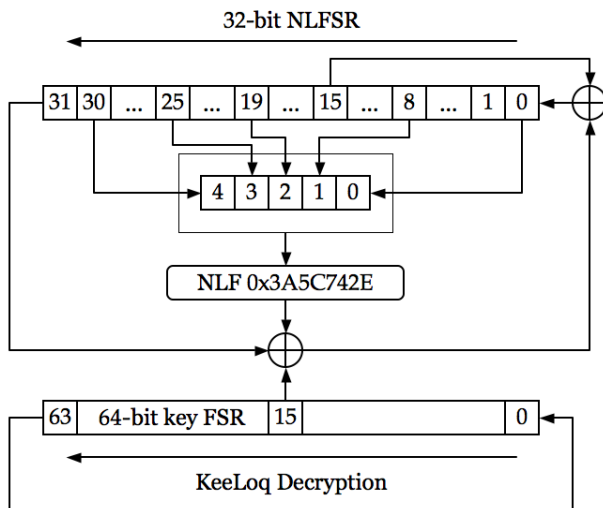 32-bit NLFSR
31 30 ... 25 ... 19 ... 15 ... 8 ... 1 0
4 3 2 1 0
NLF 0x3A5C742E
63 64-bit key FSR 15 0
KeeLoq Decryption